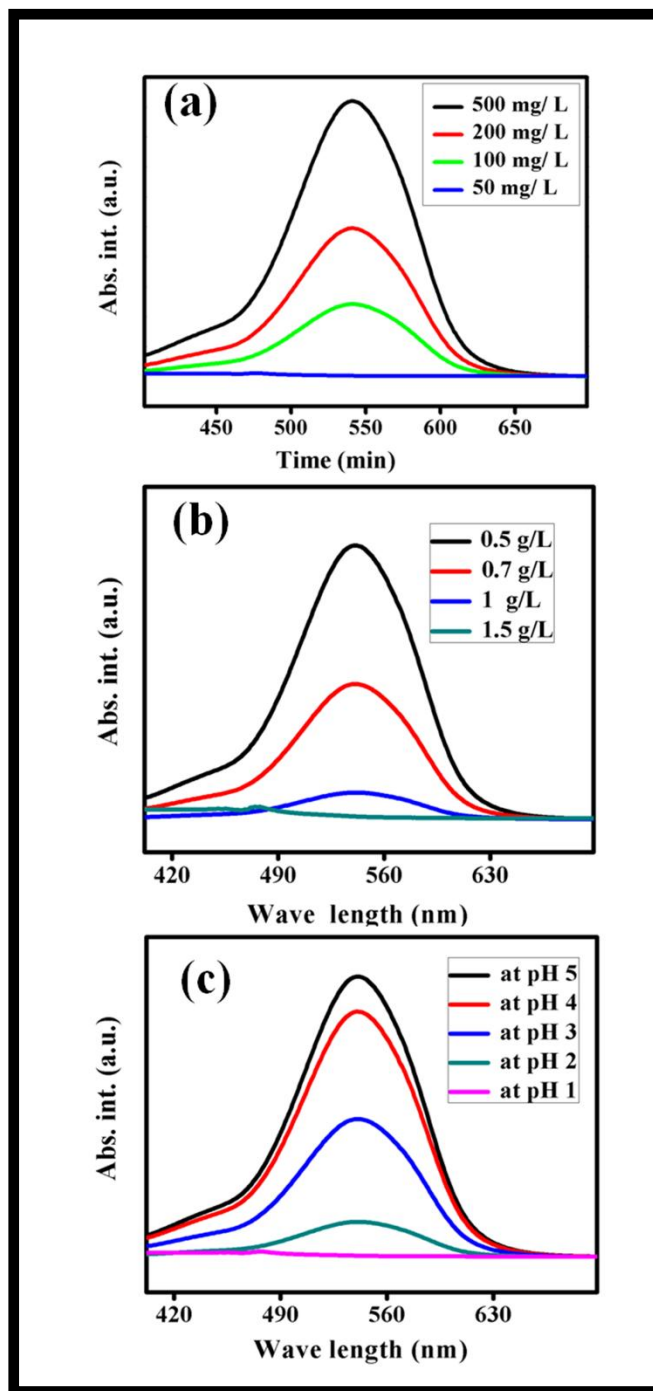 (a)
500 mg/ L
200 mg/ L
100 mg/ L
50 mg/ L
Abs. int. (a.u.)
450 500 550 600 650
Time (min)
(b)
0.5 g/L
0.7 g/L
1 g/L
1.5 g/L
Abs. int. (a.u.)
420 490 560 630
Wave length (nm)
(c)
at pH 5
at pH 4
at pH 3
at pH 2
at pH 1
Abs. int. (a.u.)
420 490 560 630
Wave length (nm)